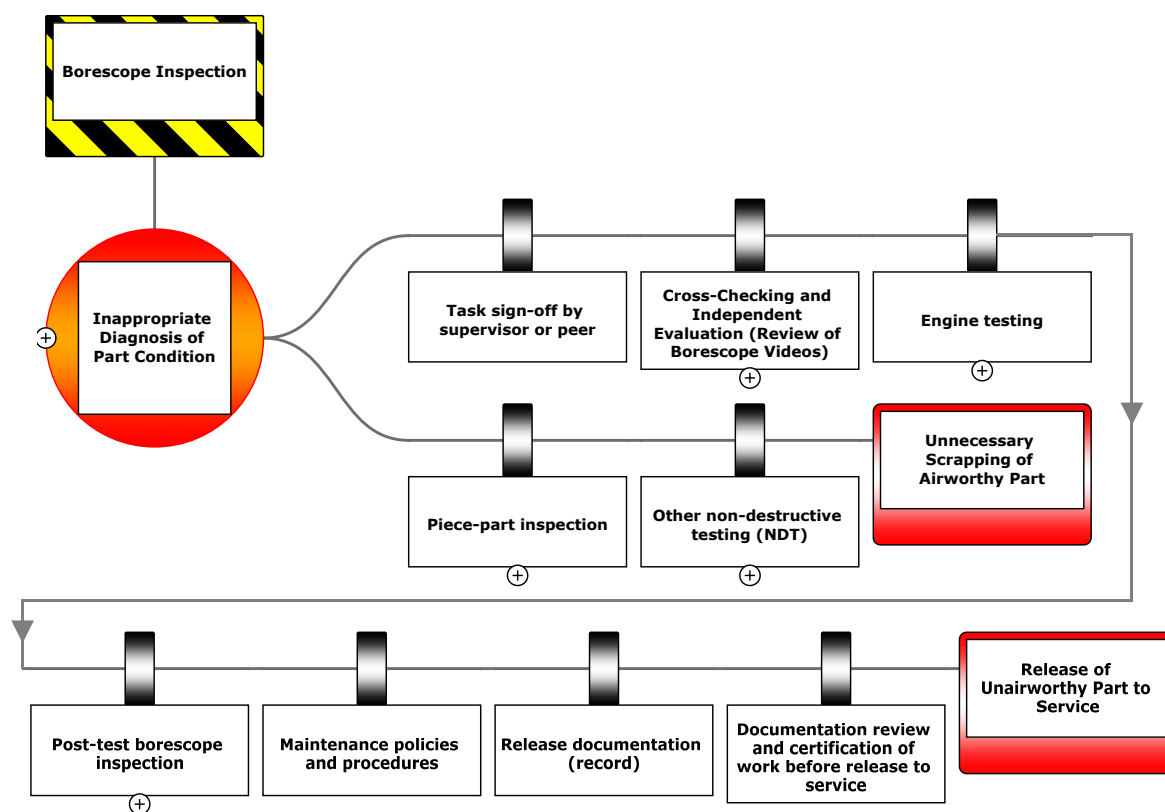 Borescope Inspection
Inappropriate
Diagnosis of
Part Condition
Task sign-off by
supervisor or peer
Cross-Checking and
Independent
Evaluation (Review of
Borescope Videos)
Engine testing
Piece-part inspection
Other non-destructive
testing (NDT)
Unnecessary
Scrapping of
Airworthy Part
Post-test borescope
inspection
Maintenance policies
and procedures
Release documentation
(record)
Documentation review
and certification of
work before release to
service
Release of
Unairworthy Part to
Service